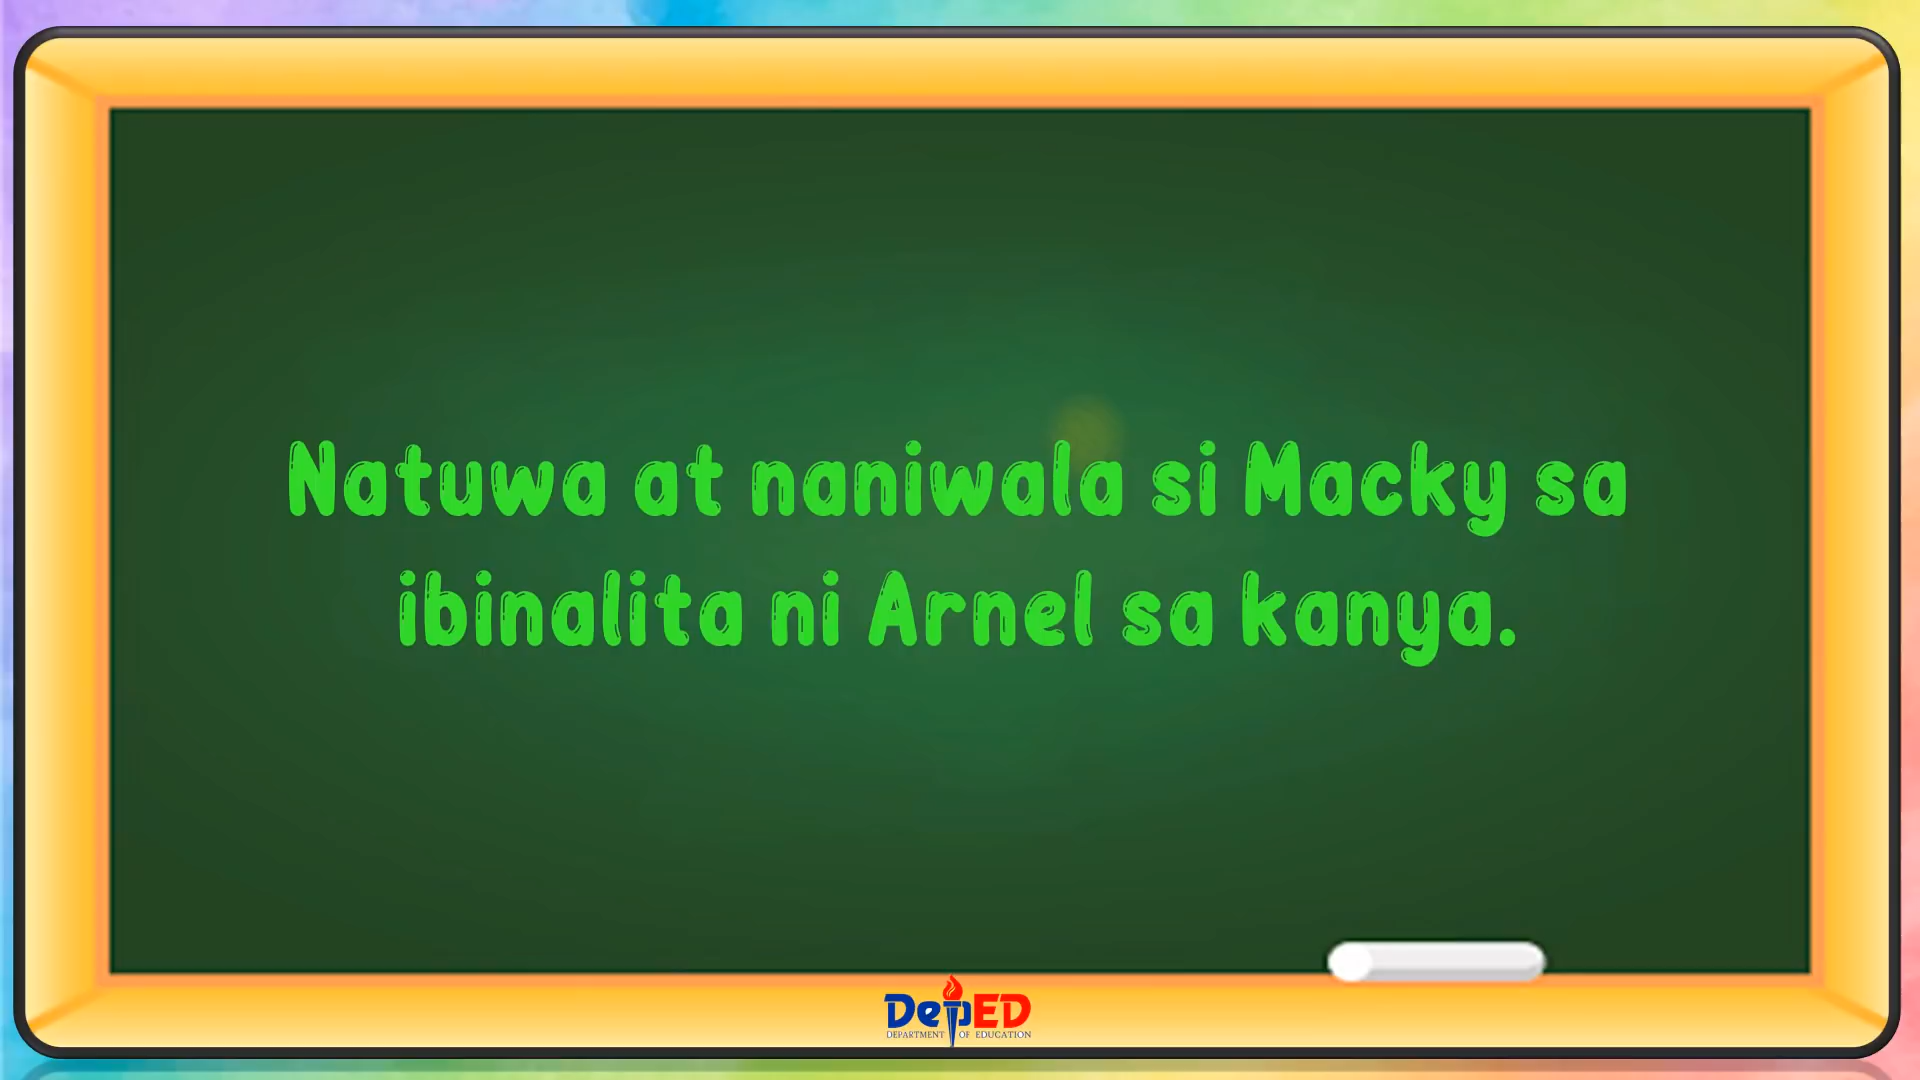 Natuwa at naniwala si Macky sa
ibinalita ni Arnel sa kanya.
DepED
DEPARTMENT OF EDUCATION